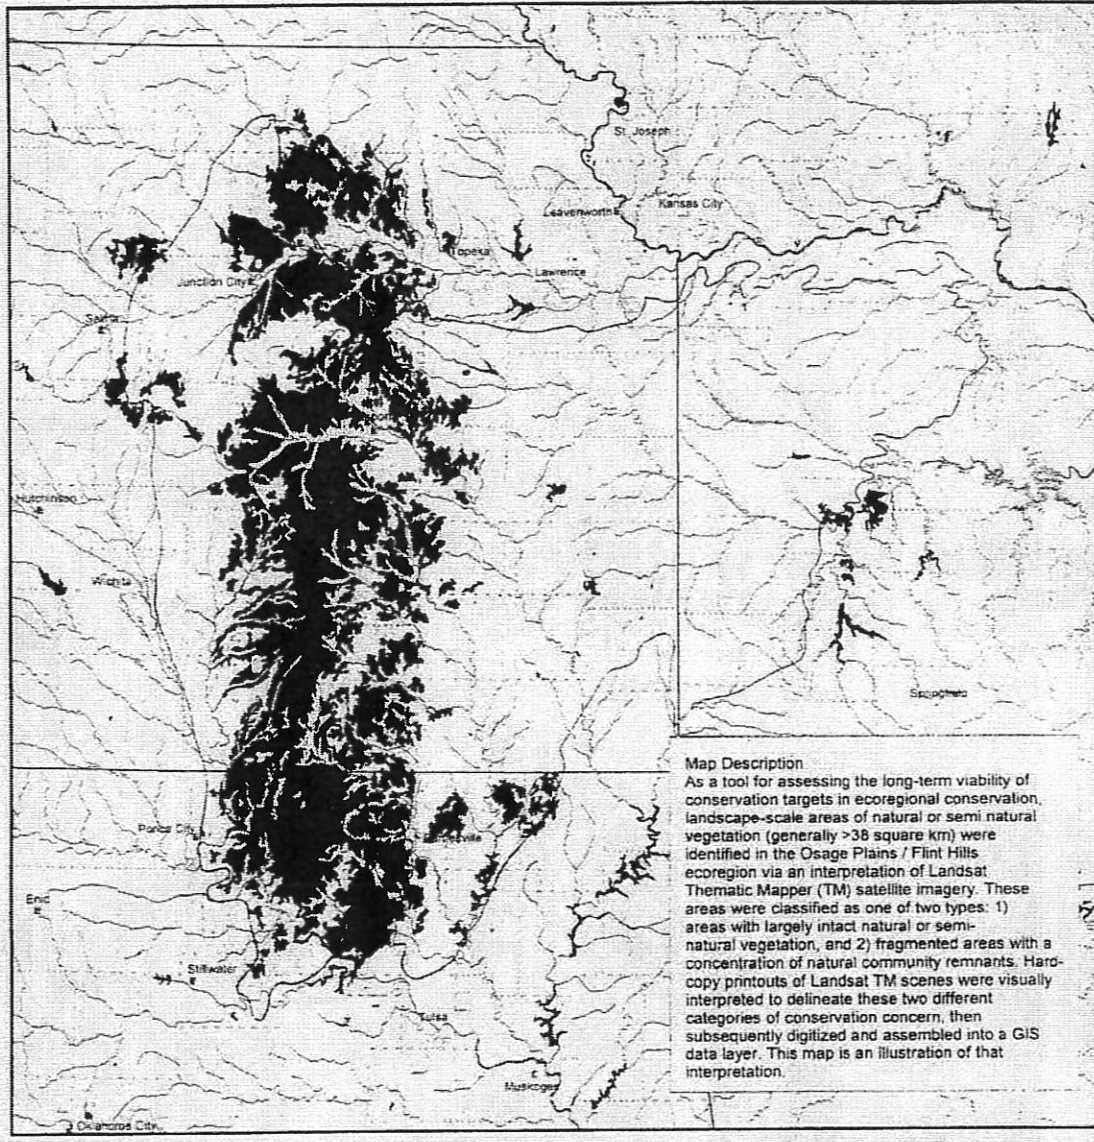 St. Joseph
Leavenworth
Kansas City
Topeka
Lawrence
Junction City
Salina
Hutchinson
Wichita
Springfield
Map Description
As a tool for assessing the long-term viability of
conservation targets in ecoregional conservation,
landscape-scale areas of natural or semi natural
vegetation (generally >38 square km) were
identified in the Osage Plains / Flint Hills
ecoregion via an interpretation of Landsat
Thematic Mapper (TM) satellite imagery. These
areas were classified as one of two types: 1)
areas with largely intact natural or semi-
natural vegetation, and 2) fragmented areas with a
concentration of natural community remnants. Hard-
copy printouts of Landsat TM scenes were visually
interpreted to delineate these two different
categories of conservation concern, then
subsequently digitized and assembled into a GIS
data layer. This map is an illustration of that
interpretation.
Ponca City
Enid
Stillwater
Tulsa
Muskogee
Oklahoma City